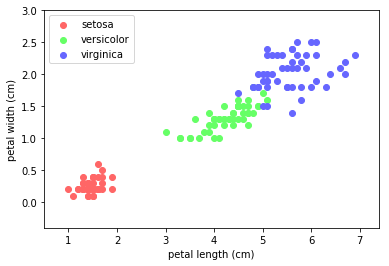 setosa
versicolor
virginica
3.0
2.5
2.0
1.5
1.0
0.5
0.0
petal width (cm)
1 2 3 4 5 6 7
petal length (cm)